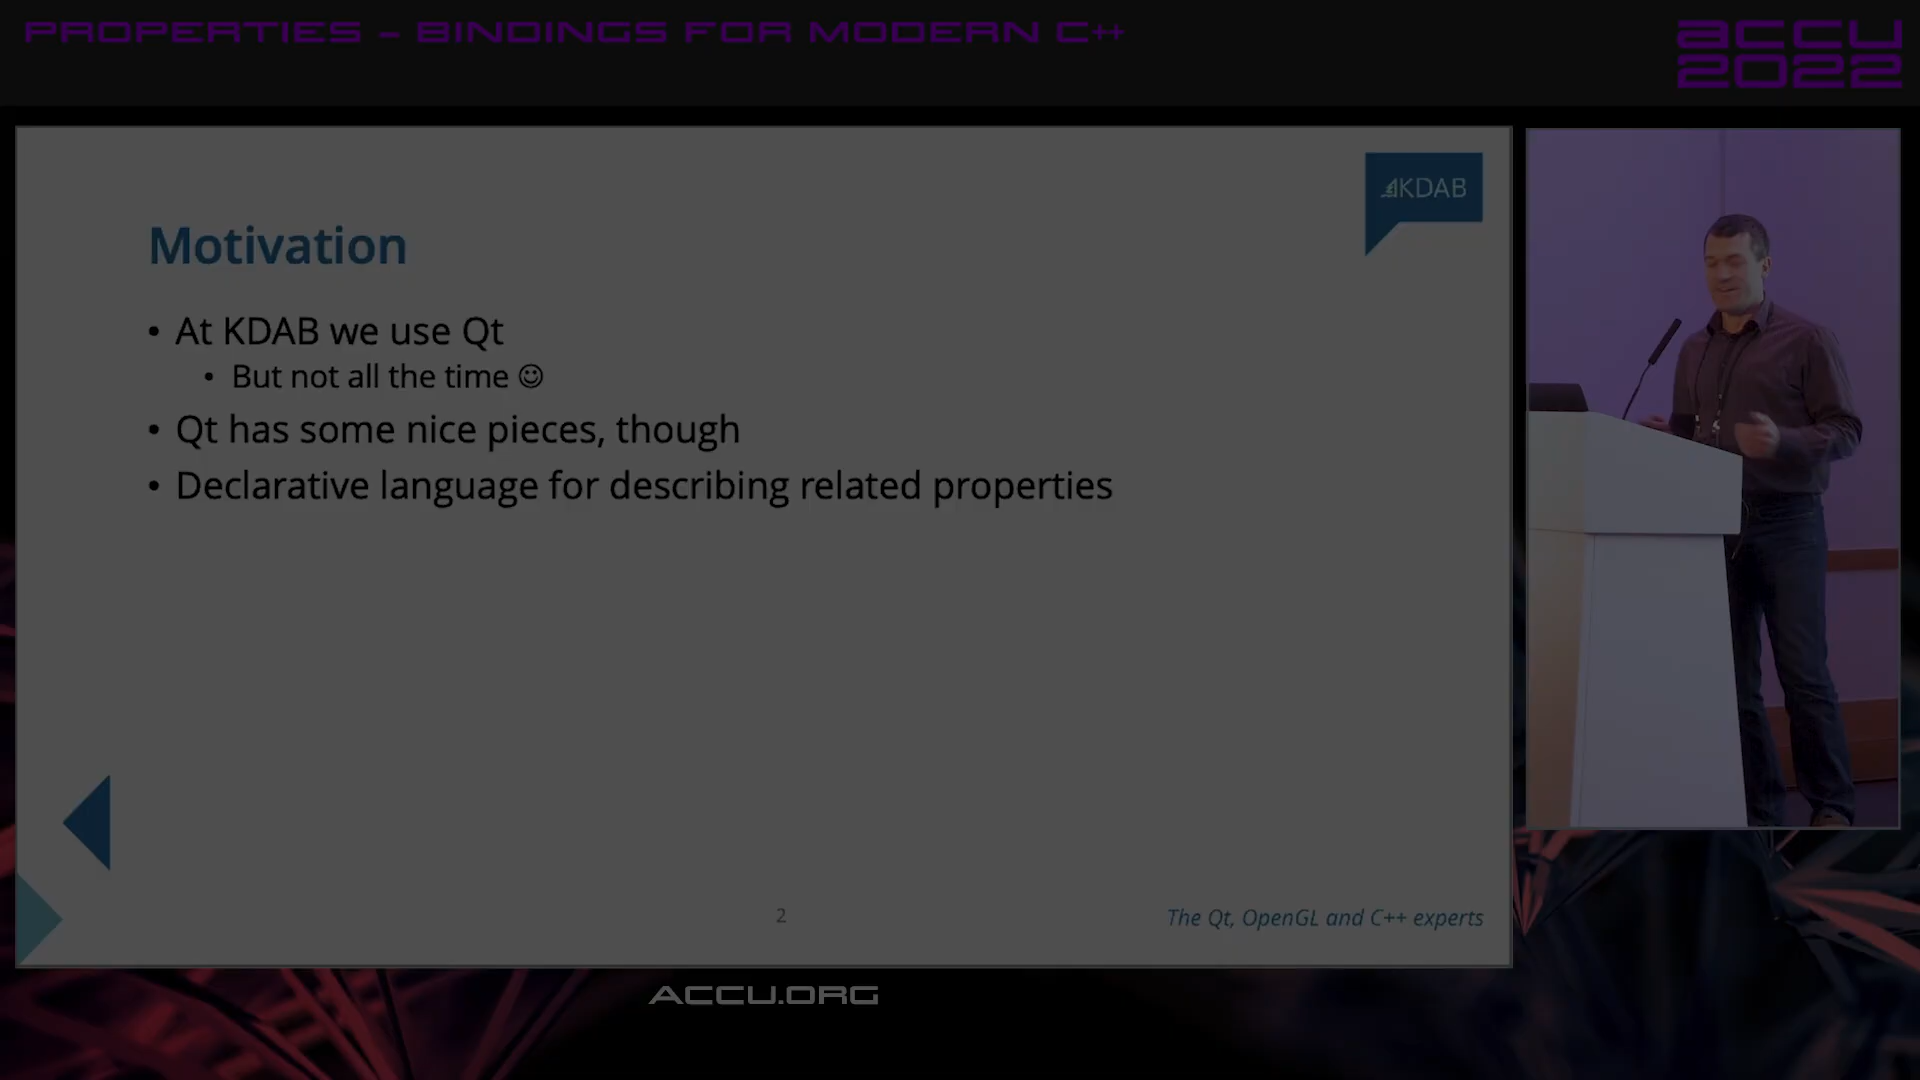 PROPERTIES - BINDINGS FOR MODERN C++
accu
2022
KDAB
Motivation
• At KDAB we use Qt
• But not all the time ☺
• Qt has some nice pieces, though
• Declarative language for describing related properties
2
The Qt, OpenGL and C++ experts
ACCU.ORG